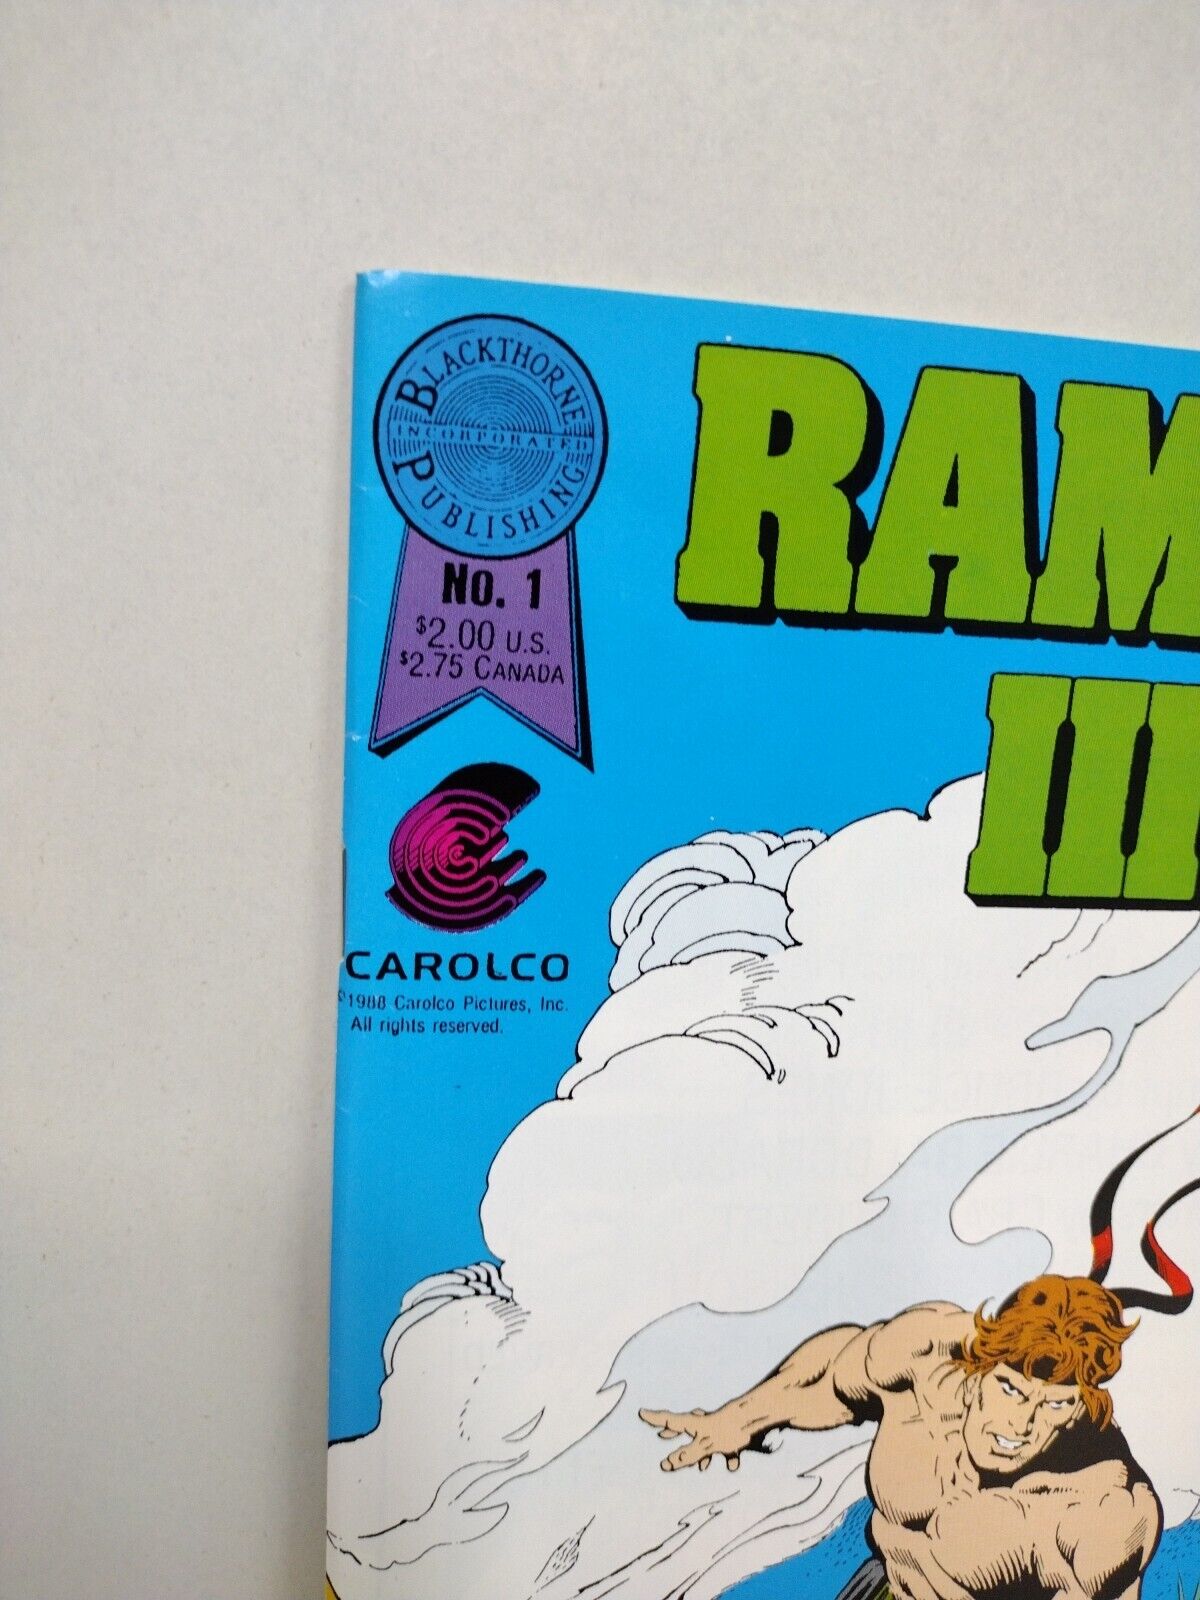 BLACKTHORNE
INCORPORATED
PUBLISHING
No. 1
$2.00 U.S.
$2.75 CANADA
RAM
III
CAROLCO
©1988 Carolco Pictures, Inc.
All rights reserved.